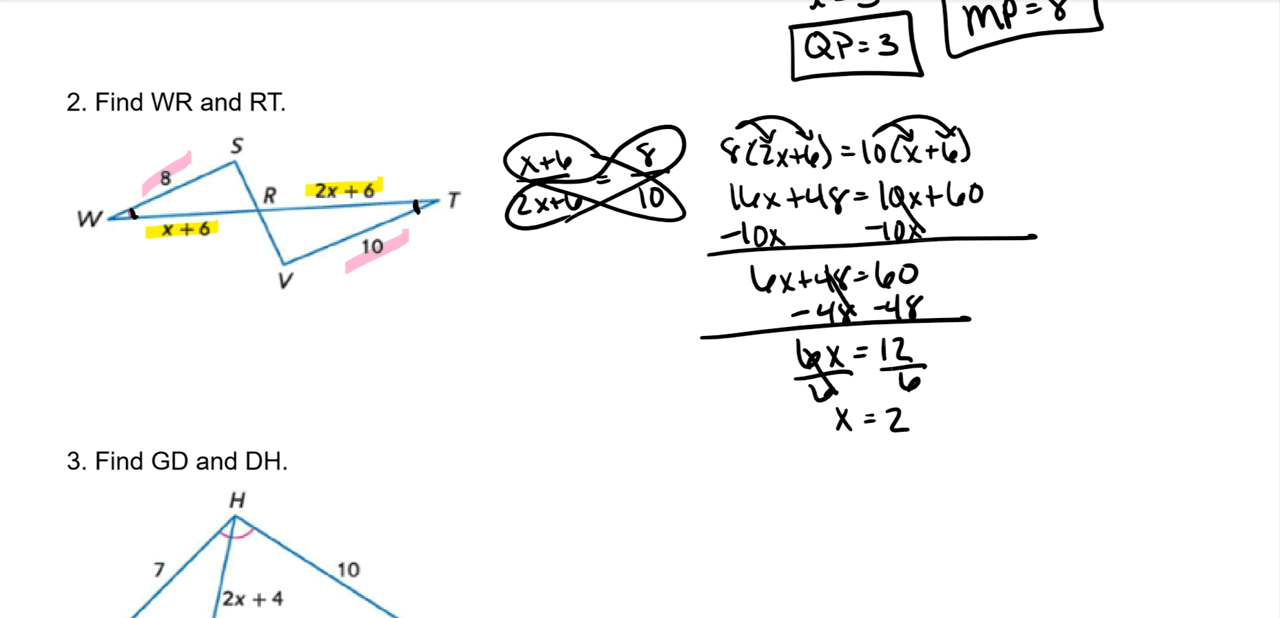 QP = 3
MP = 8
2. Find WR and RT.
S
8
R
2x + 6
T
W
x + 6
10
V
x+6
8
=
2x+6
10
8(2x+6) = 10(x+6)
16x+48 = 10x+60
-10x -10x
6x+48 = 60
-48 -48
6x = 12
6 6
x = 2
3. Find GD and DH.
H
7
10
2x + 4